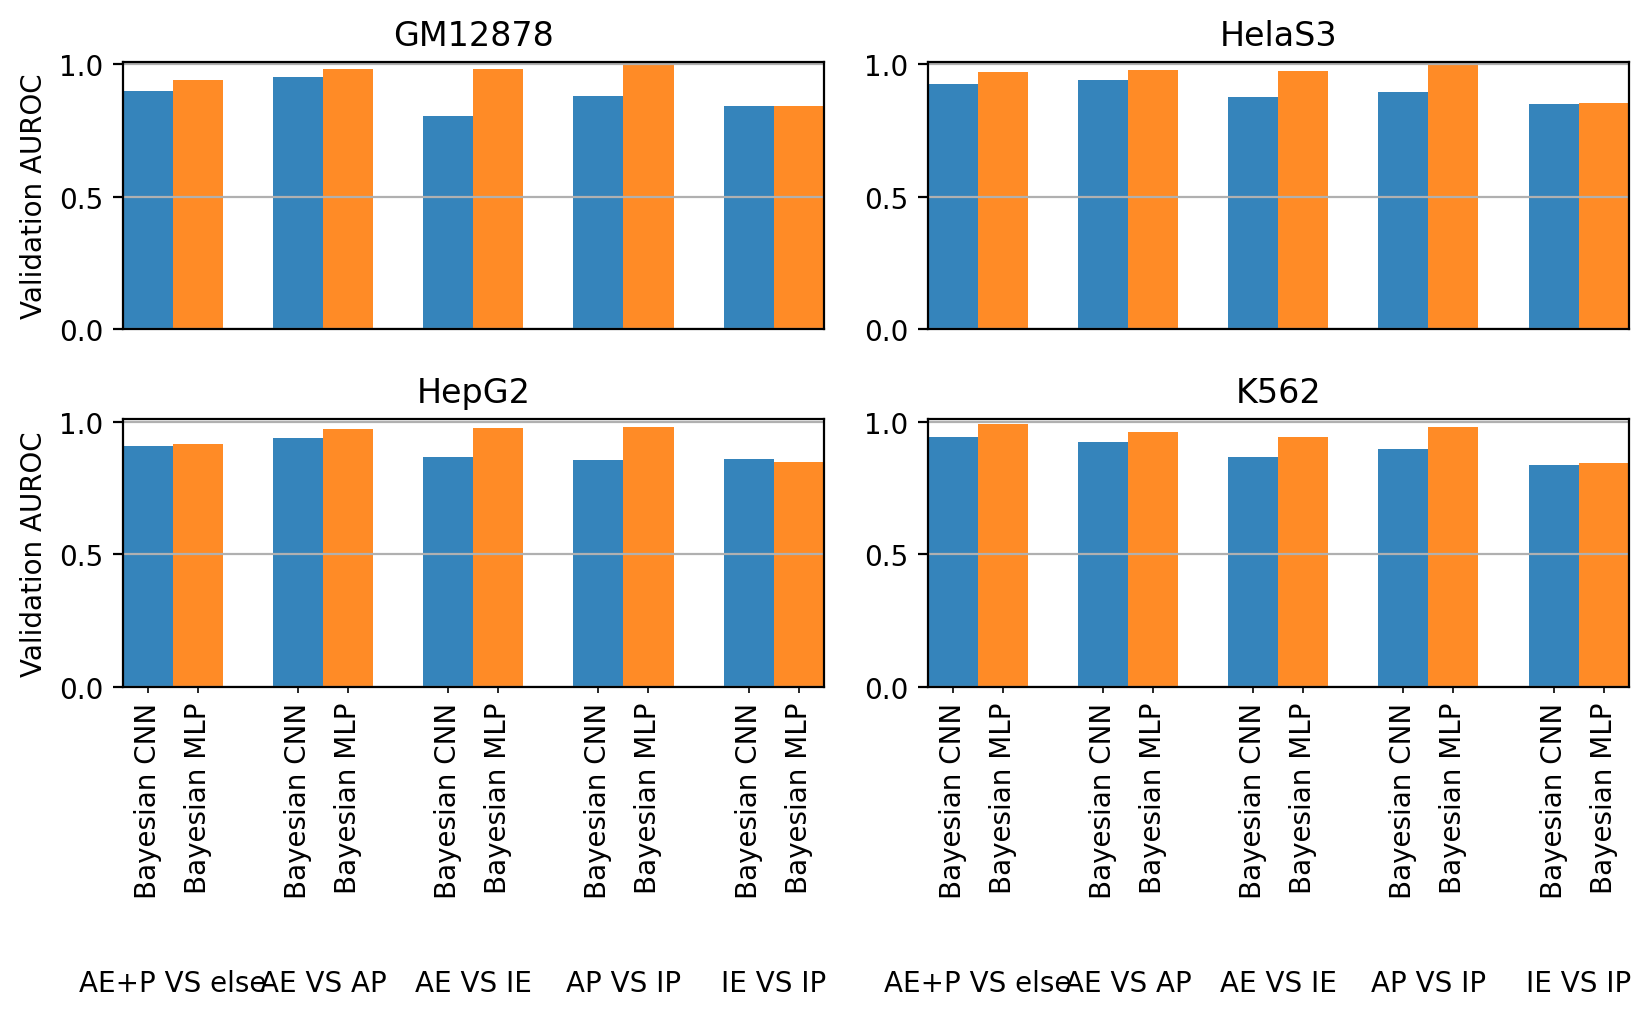 GM12878
HelaS3
Validation AUROC
1.0
0.5
0.0
1.0
0.5
0.0
HepG2
K562
Validation AUROC
1.0
0.5
0.0
1.0
0.5
0.0
Bayesian CNN
Bayesian MLP
Bayesian CNN
Bayesian MLP
Bayesian CNN
Bayesian MLP
Bayesian CNN
Bayesian MLP
Bayesian CNN
Bayesian MLP
Bayesian CNN
Bayesian MLP
Bayesian CNN
Bayesian MLP
Bayesian CNN
Bayesian MLP
Bayesian CNN
Bayesian MLP
Bayesian CNN
Bayesian MLP
AE+P VS else
AE VS AP
AE VS IE
AP VS IP
IE VS IP
AE+P VS else
AE VS AP
AE VS IE
AP VS IP
IE VS IP